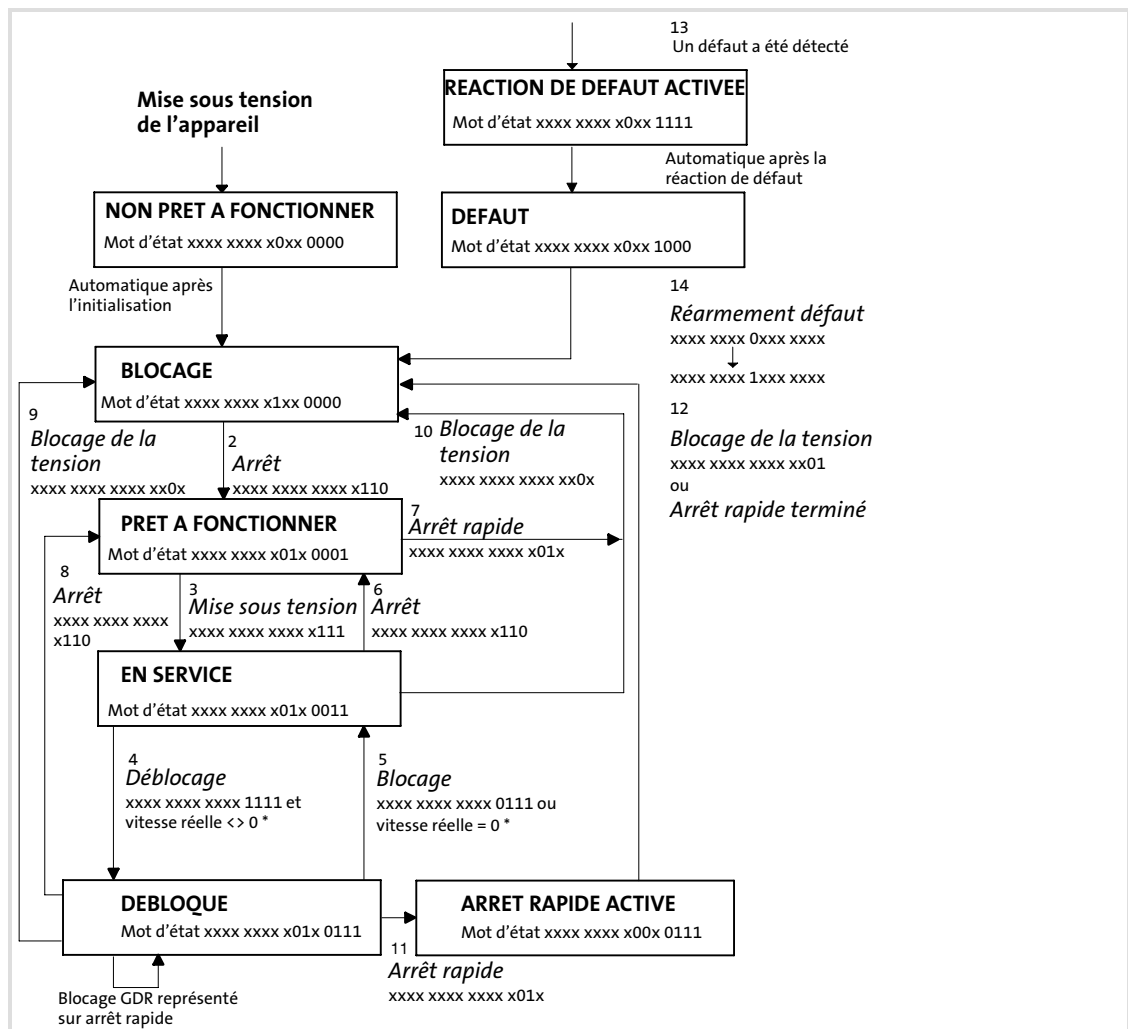 13
Un défaut a été détecté
REACTION DE DEFAUT ACTIVEE
Mot d'état xxxx xxxx x0xx 1111
Mise sous tension
de l'appareil
Automatique après la
réaction de défaut
NON PRET A FONCTIONNER
Mot d'état xxxx xxxx x0xx 0000
DEFAUT
Mot d'état xxxx xxxx x0xx 1000
Automatique après
l'initialisation
14
Réarmement défaut
xxxx xxxx 0xxx xxxx
xxxx xxxx 1xxx xxxx
BLOCAGE
Mot d'état xxxx xxxx x1xx 0000
12
Blocage de la tension
xxxx xxxx xxxx xx01
ou
Arrêt rapide terminé
9
Blocage de la
tension
xxxx xxxx xxxx xx0x
2
Arrêt
xxxx xxxx xxxx x110
10 Blocage de la
tension
xxxx xxxx xxxx xx0x
PRET A FONCTIONNER
Mot d'état xxxx xxxx x01x 0001
7
Arrêt rapide
xxxx xxxx xxxx x01x
8
Arrêt
xxxx xxxx xxxx
x110
3
Mise sous tension
xxxx xxxx xxxx x111
6
Arrêt
xxxx xxxx xxxx x110
EN SERVICE
Mot d'état xxxx xxxx x01x 0011
4
Déblocage
xxxx xxxx xxxx 1111 et
vitesse réelle <> 0 *
5
Blocage
xxxx xxxx xxxx 0111 ou
vitesse réelle = 0 *
DEBLOQUE
Mot d'état xxxx xxxx x01x 0111
ARRET RAPIDE ACTIVE
Mot d'état xxxx xxxx x00x 0111
11
Arrêt rapide
xxxx xxxx xxxx x01x
Blocage GDR représenté
sur arrêt rapide